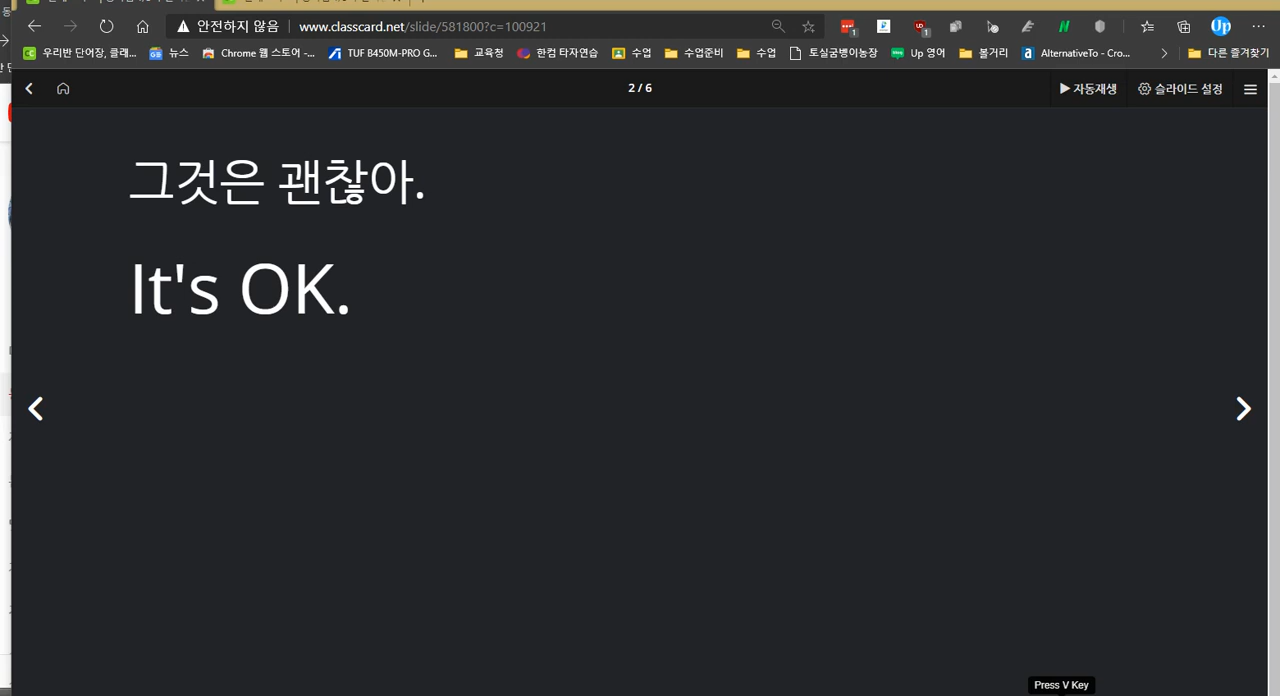 안전하지 않음 www.classcard.net/slide/581800?c=100921
우리반 단어장, 클래... 뉴스 Chrome 웹 스토어 -... TUF B450M-PRO G... 교육청 한컴 타자연습 수업 수업준비 수업 토실굼벵이농장 Up 영어 볼거리 AlternativeTo - Cro... 다른 즐겨찾기
2 / 6 자동재생 슬라이드 설정
그것은 괜찮아.
It's OK.
Press V Key